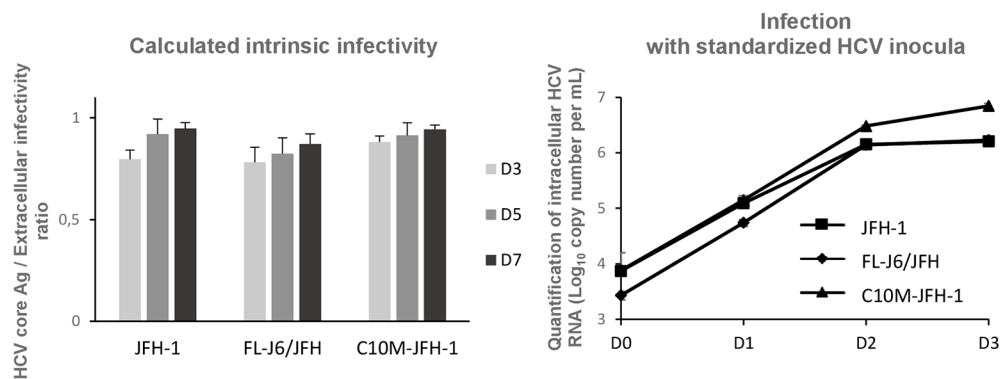 Calculated intrinsic infectivity
HCV core Ag / Extracellular infectivity
ratio
1
0,5
0
JFH-1
FL-J6/JFH
C10M-JFH-1
D3
D5
D7
Infection
with standardized HCV inocula
Quantification of intracellular HCV
RNA (Log10 copy number per mL)
7
6
5
4
3
D0
D1
D2
D3
JFH-1
FL-J6/JFH
C10M-JFH-1